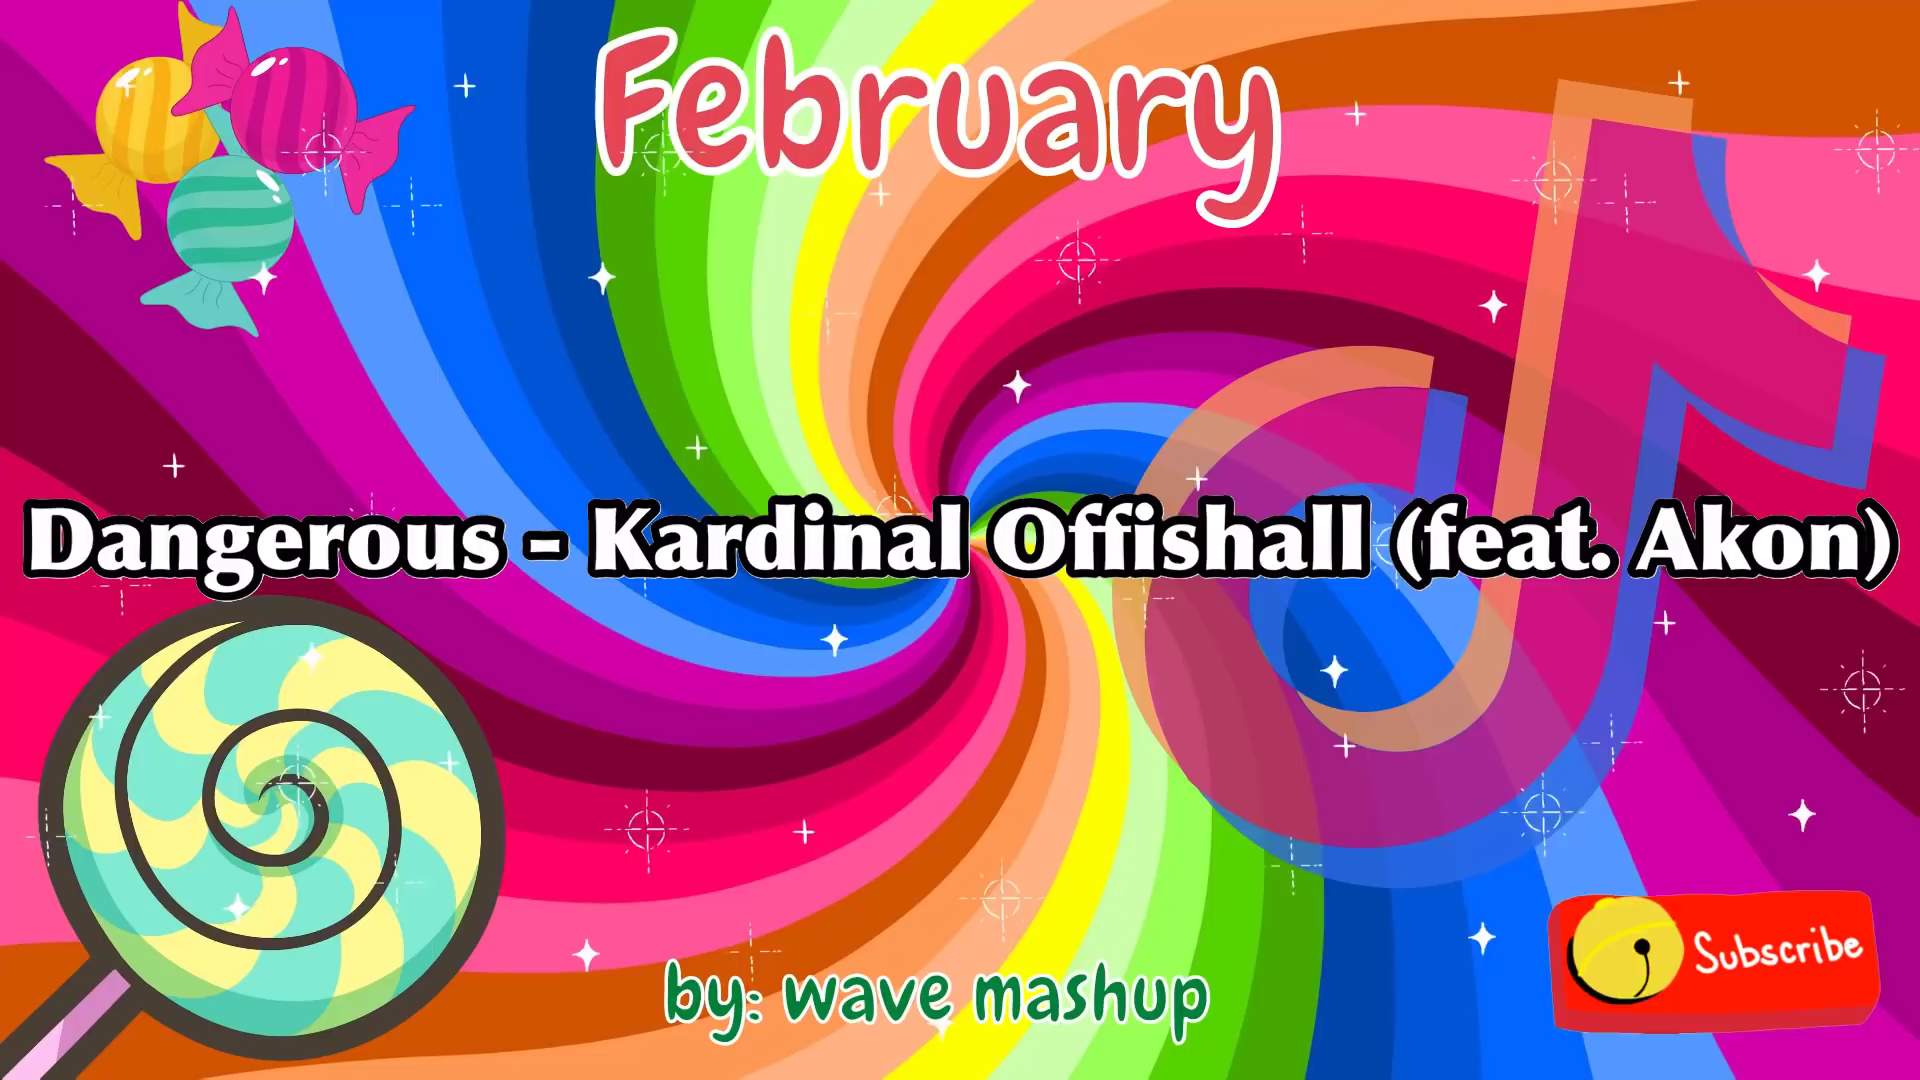 February
Dangerous - Kardinal Offishall (feat. Akon)
by: wave mashup
Subscribe